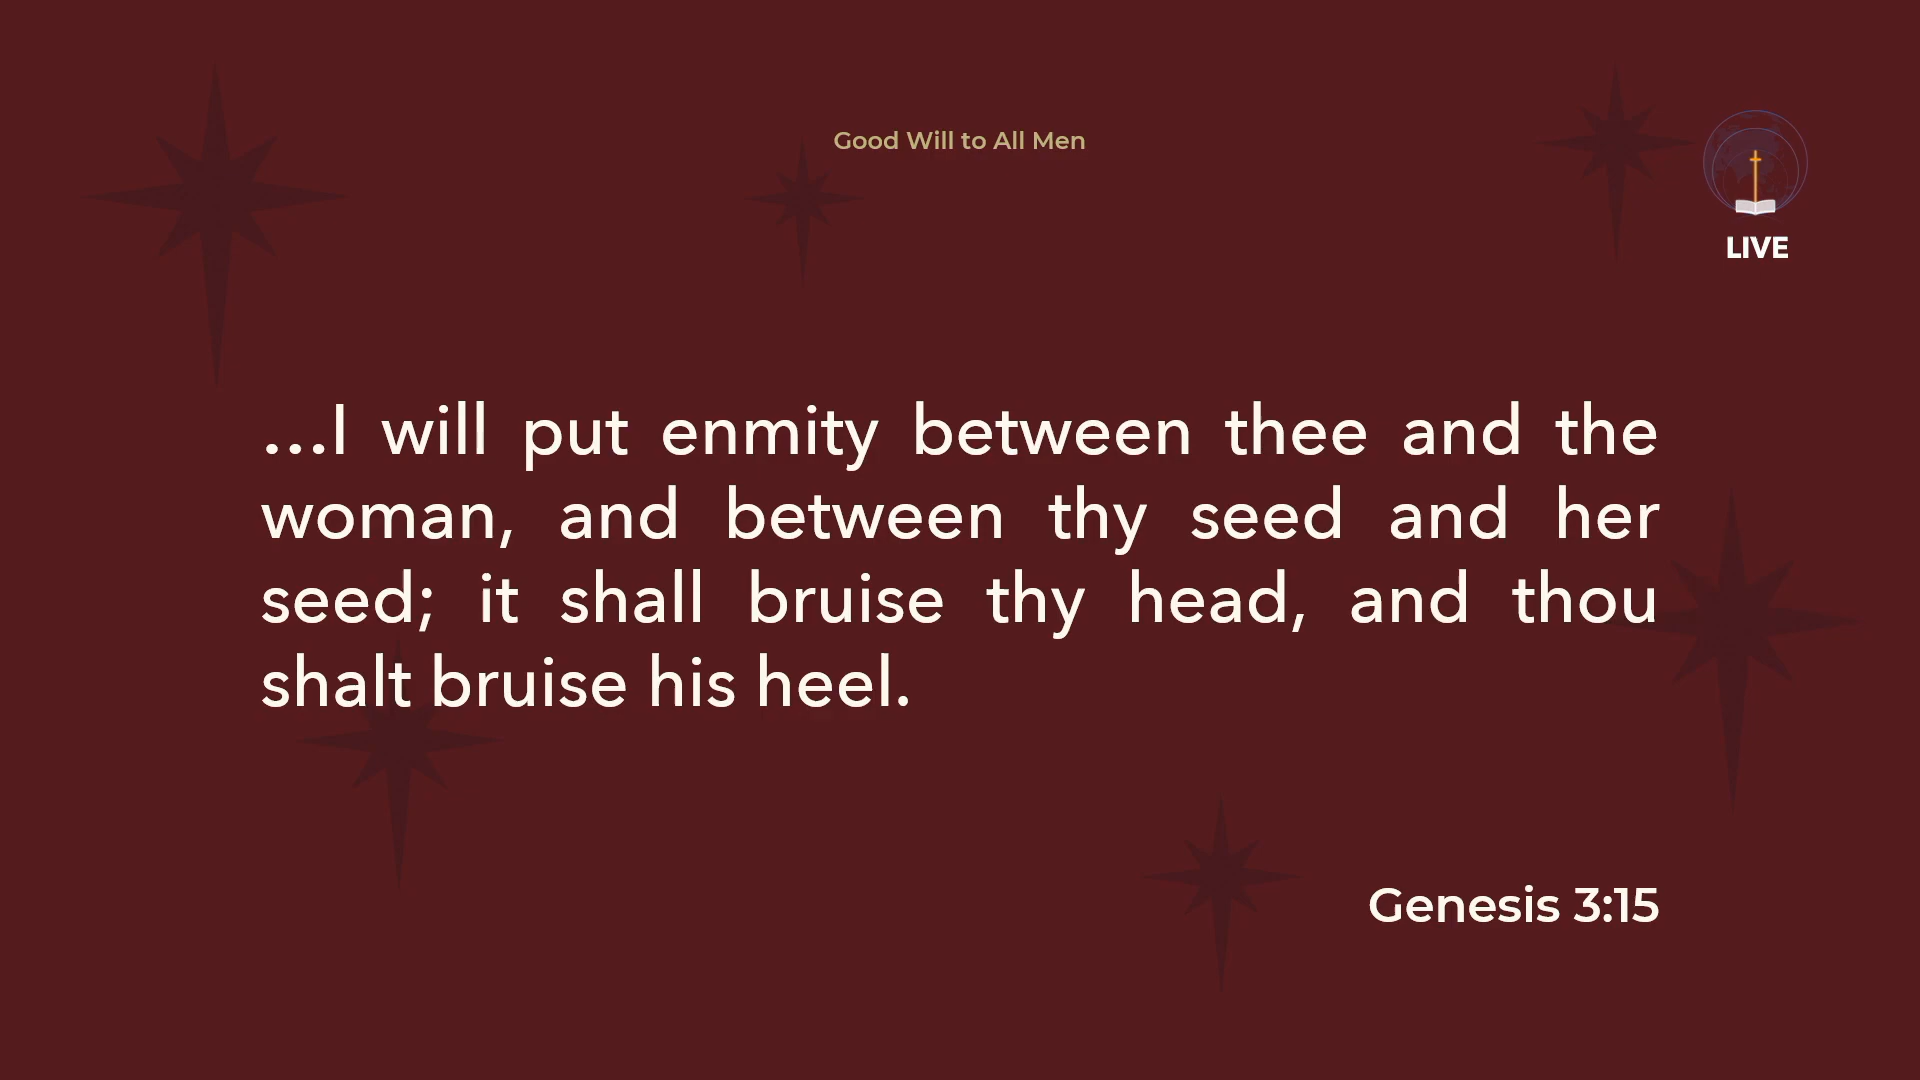 Good Will to All Men
LIVE
...I will put enmity between thee and the
woman, and between thy seed and her
seed; it shall bruise thy head, and thou
shalt bruise his heel.
Genesis 3:15